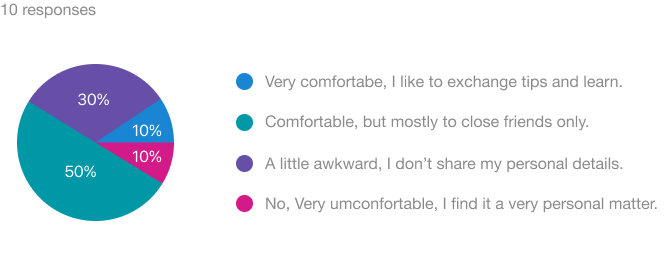 10 responses
30%
10%
10%
50%
Very comfortabe, I like to exchange tips and learn.
Comfortable, but mostly to close friends only.
A little awkward, I don’t share my personal details.
No, Very umconfortable, I find it a very personal matter.